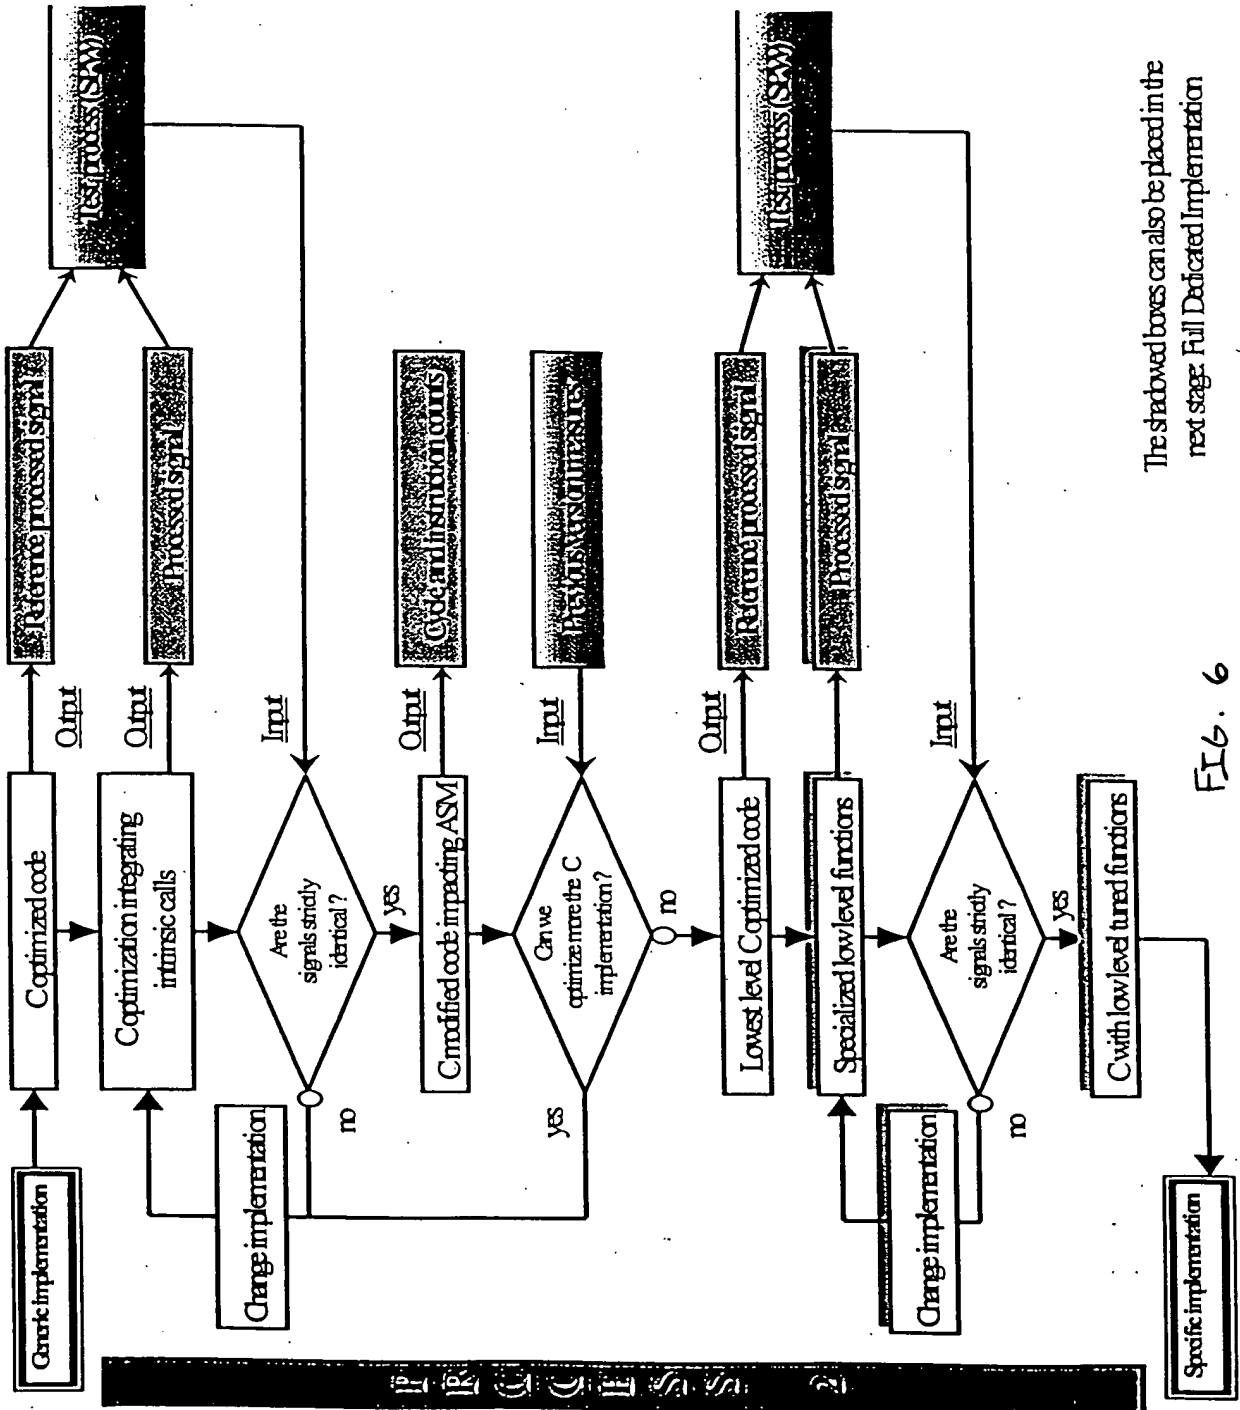 PROCESS 2
Generic implementation
C optimized code
Output
Reference processed signal
C optimization integrating
intrinsic calls
Output
Processed signal
Test process (SPW)
Change implementation
Are the
signals strictly
identical ?
Input
no
yes
C modified code impacting ASM
Output
Cycle and instruction counts
Can we
optimize more the C
implementation ?
Input
Previous version measures
yes
no
Lowest level C optimized code
Output
Reference processed signal
Specialized low level functions
Processed signal
Test process (SPW)
Change implementation
Are the
signals strictly
identical ?
Input
no
yes
C with low level tuned functions
Specific implementation
The shadowed boxes can also be placed in the
next stage: Full Dedicated Implementation
FIG. 6